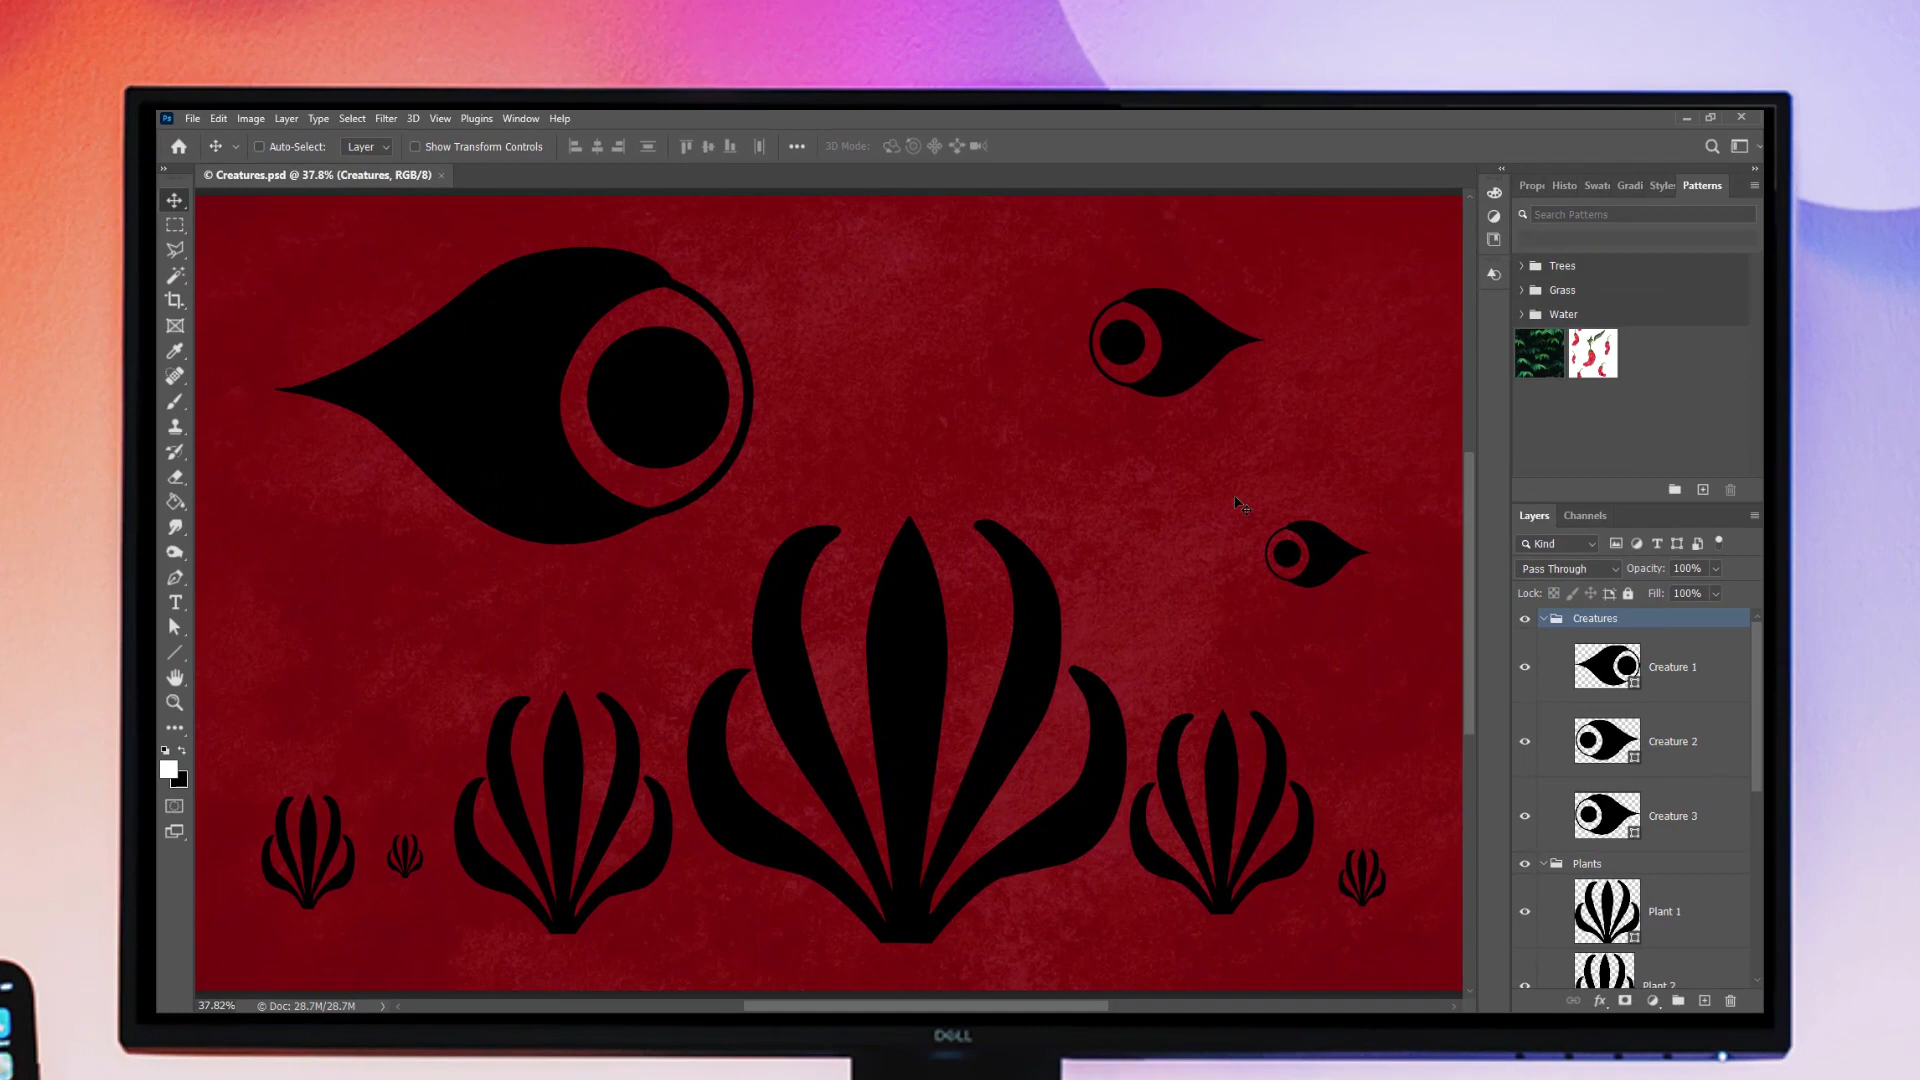 Ps File Edit Image Layer Type Select Filter 3D View Plugins Window Help
Auto-Select: Layer Show Transform Controls 3D Mode:
© Creatures.psd @ 37.8% (Creatures, RGB/8)
Histo Swat Gradi Styles Patterns
Search Patterns
Trees
Grass
Water
Layers Channels
Kind
Pass Through Opacity: 100%
Lock: Fill: 100%
Creatures
Creature 1
Creature 2
Creature 3
Plants
Plant 1
Plant 2
37.82% © Doc: 28.7M/28.7M
DELL